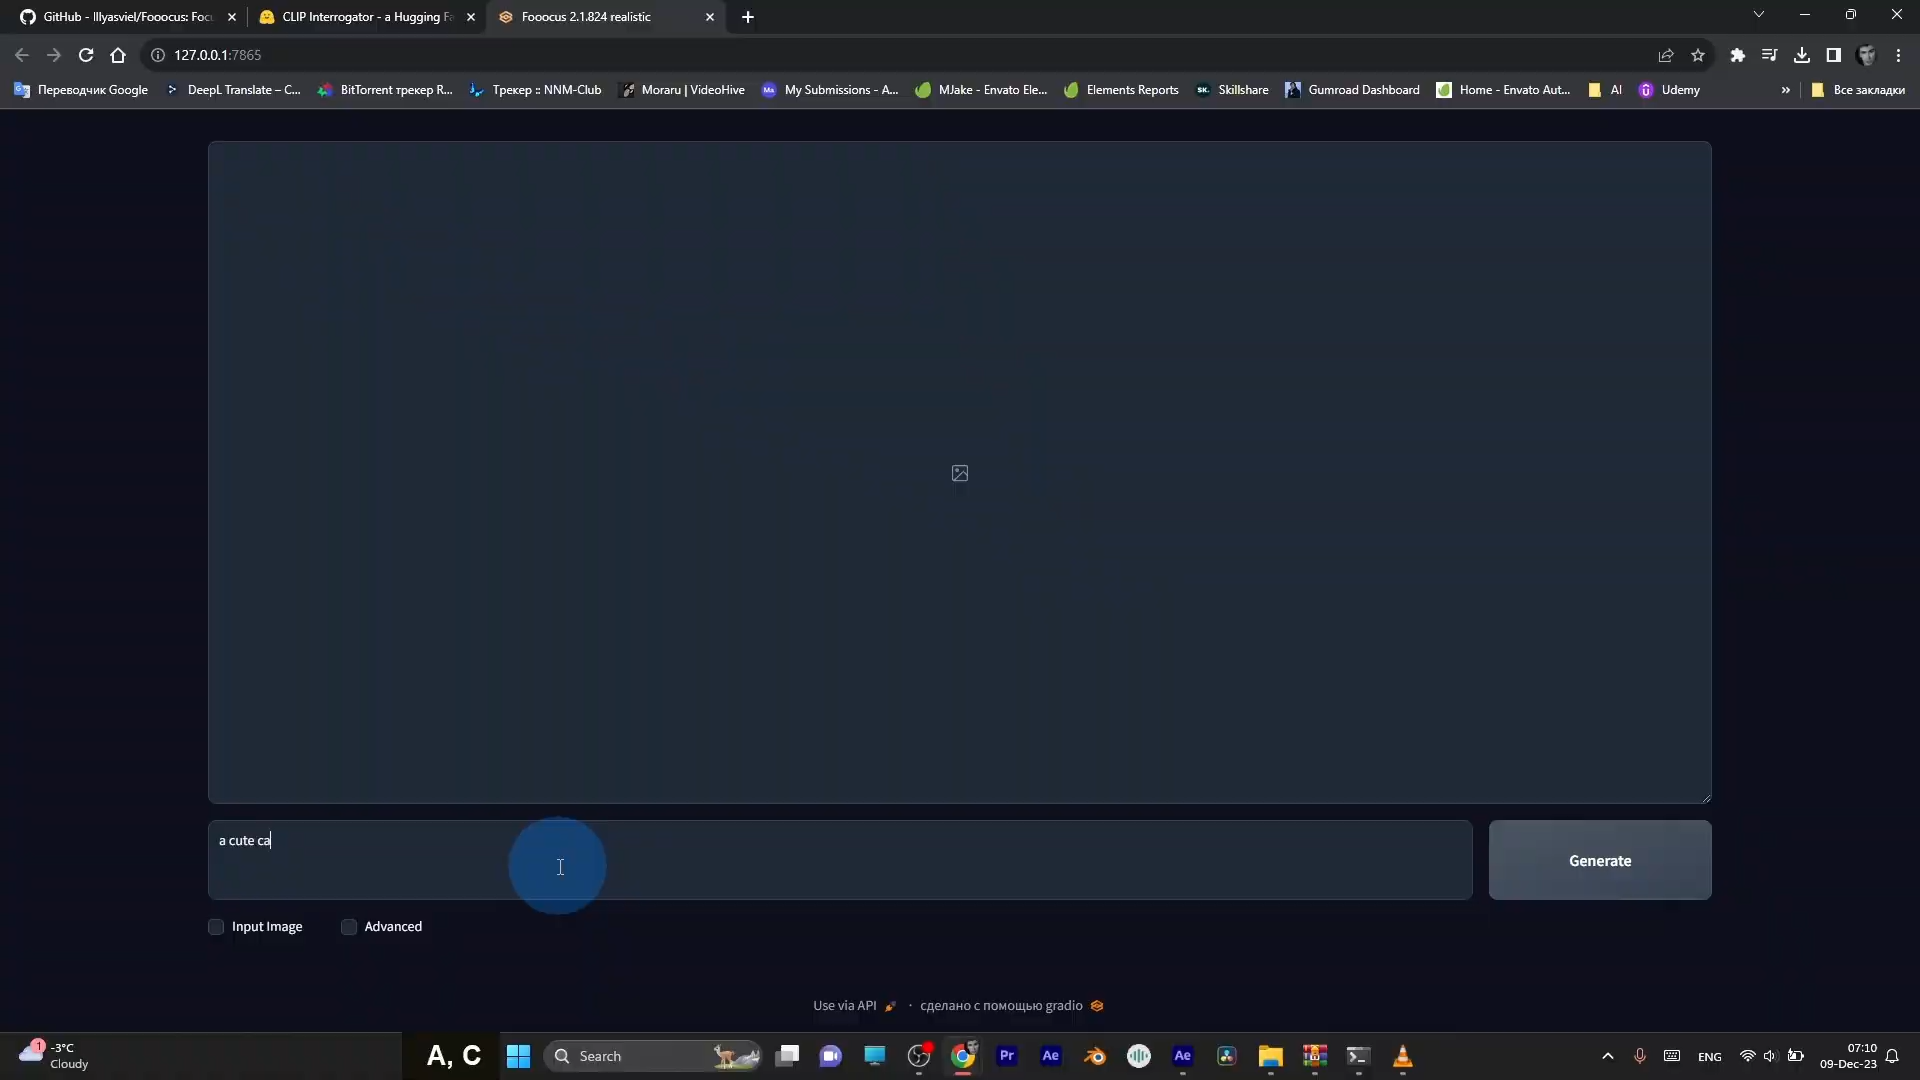 GitHub - lllyasviel/Fooocus: Foc
CLIP Interrogator - a Hugging Fa
Fooocus 2.1.824 realistic
127.0.0.1:7865
Переводчик Google
DeepL Translate – С...
BitTorrent трекер R...
Трекер :: NNM-Club
Moraru | VideoHive
My Submissions - A...
MJake - Envato Ele...
Elements Reports
Skillshare
Gumroad Dashboard
Home - Envato Aut...
AI
Udemy
»
Все закладки
a cute ca
Generate
Input Image
Advanced
Use via API
·
сделано с помощью gradio
1
-3°C
Cloudy
A, C
Search
Pr
Ae
Ae
ENG
07:10
09-Dec-23